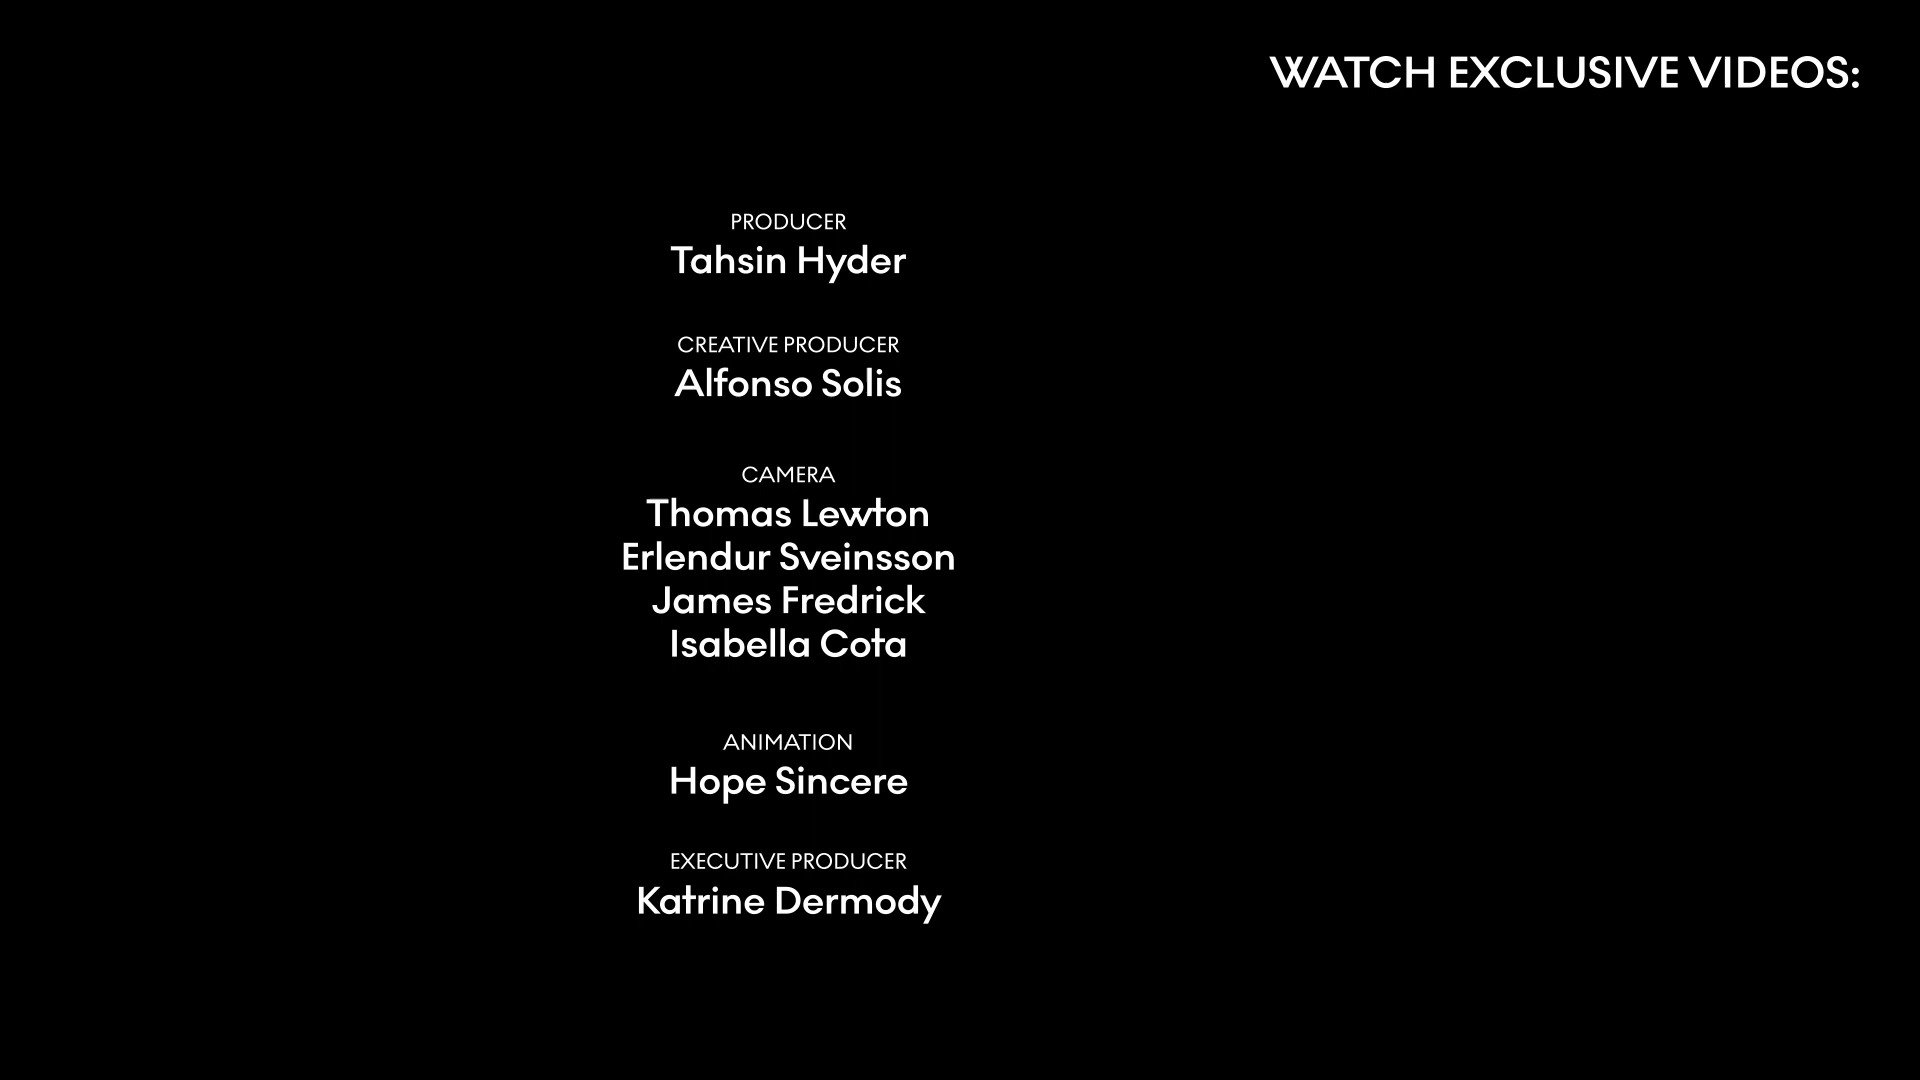 WATCH EXCLUSIVE VIDEOS:
PRODUCER
Tahsin Hyder
CREATIVE PRODUCER
Alfonso Solis
CAMERA
Thomas Lewton
Erlendur Sveinsson
James Fredrick
Isabella Cota
ANIMATION
Hope Sincere
EXECUTIVE PRODUCER
Katrine Dermody